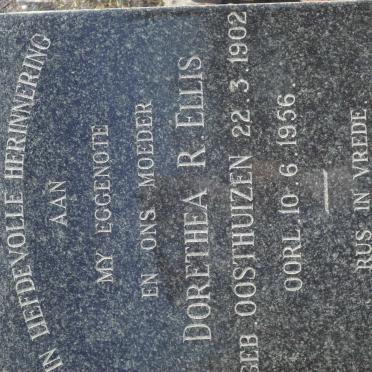 IN LIEFDEVOLLE HERINNERING
AAN
MY EGGENOTE
EN ONS MOEDER
DORETHEA R. ELLIS
GEB. OOSTHUIZEN 22.3.1902
OORL. 10.6.1956.
RUS IN VREDE.